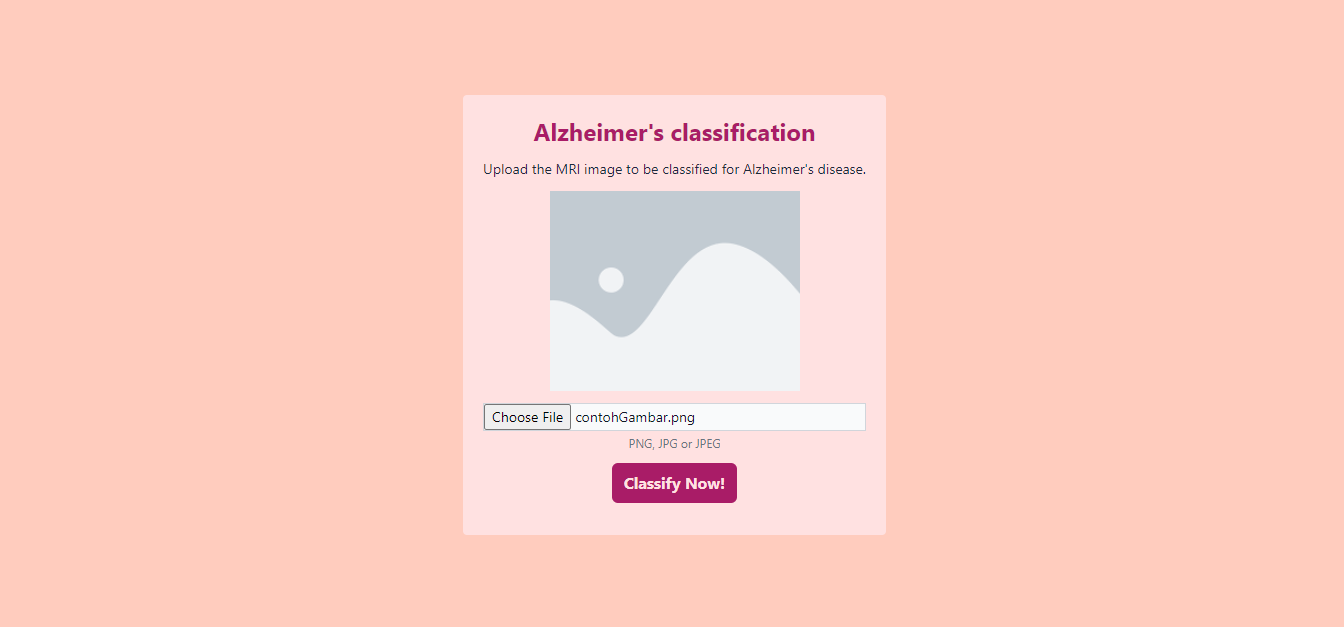 Alzheimer's classification
Upload the MRI image to be classified for Alzheimer's disease.
Choose File contohGambar.png
PNG, JPG or JPEG
Classify Now!